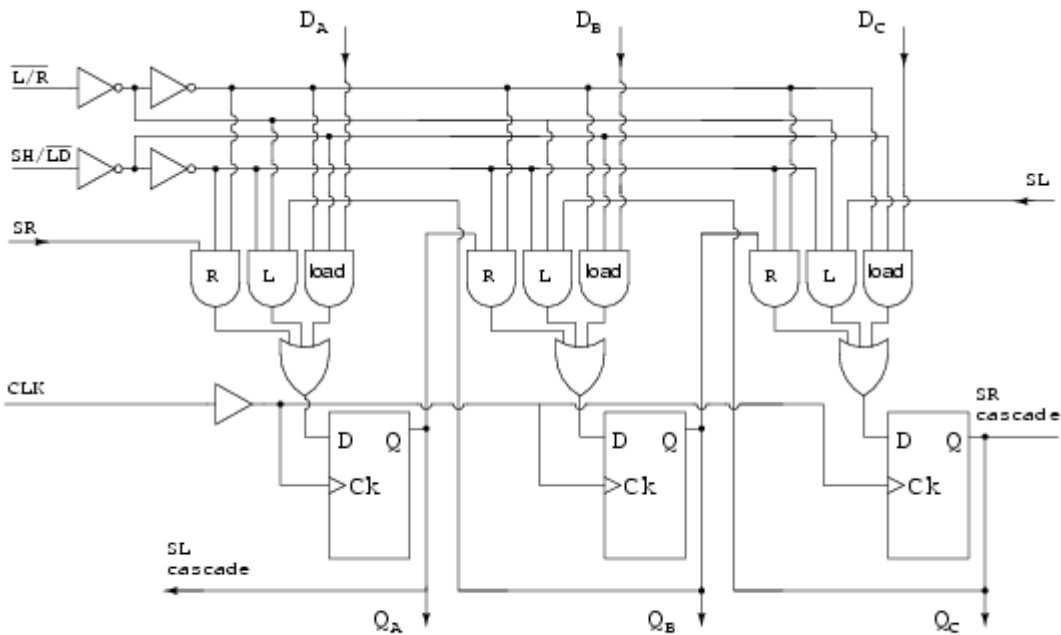 D_A D_B D_C
L̅/̅R̅
SH/L̅D̅
SL
SR
R L load R L load R L load
CLK
SR
cascade
D Q D Q D Q
Ck Ck Ck
SL
cascade
Q_A Q_B Q_C